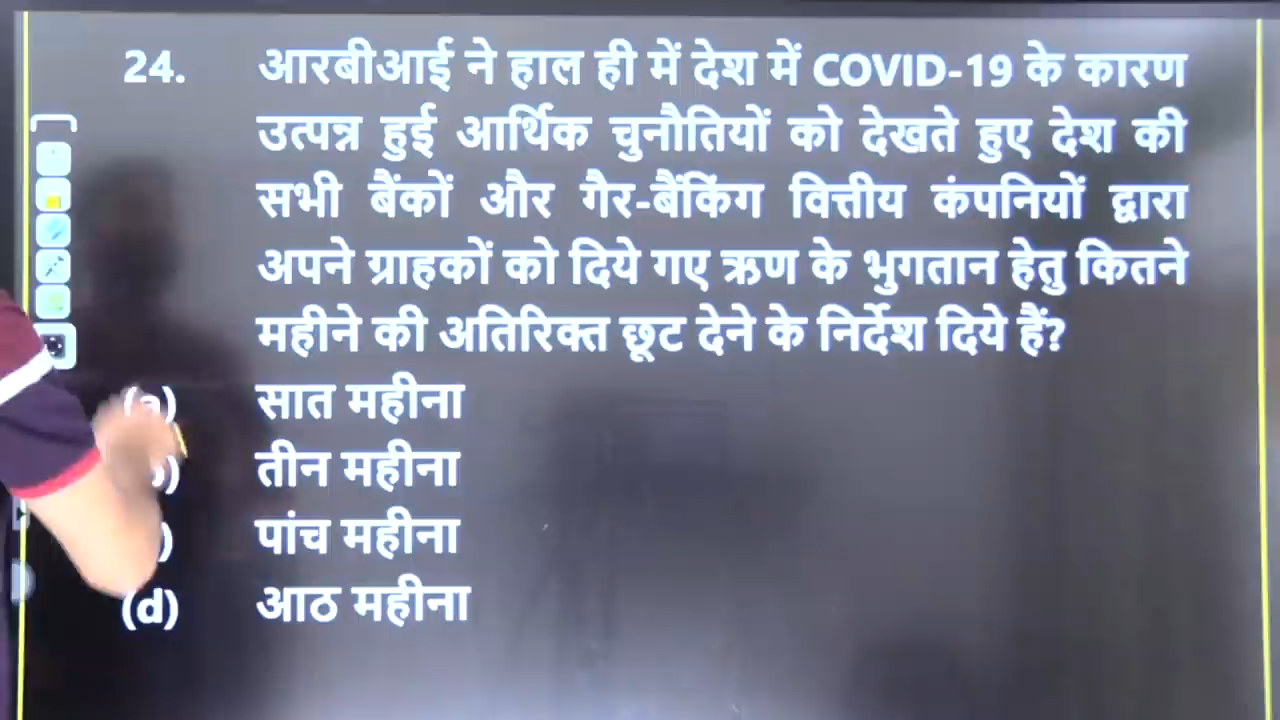 24. आरबीआई ने हाल ही में देश में COVID-19 के कारण
उत्पन्न हुई आर्थिक चुनौतियों को देखते हुए देश की
सभी बैंकों और गैर-बैंकिंग वित्तीय कंपनियों द्वारा
अपने ग्राहकों को दिये गए ऋण के भुगतान हेतु कितने
महीने की अतिरिक्त छूट देने के निर्देश दिये हैं?
(a) सात महीना
तीन महीना
पांच महीना
(d) आठ महीना